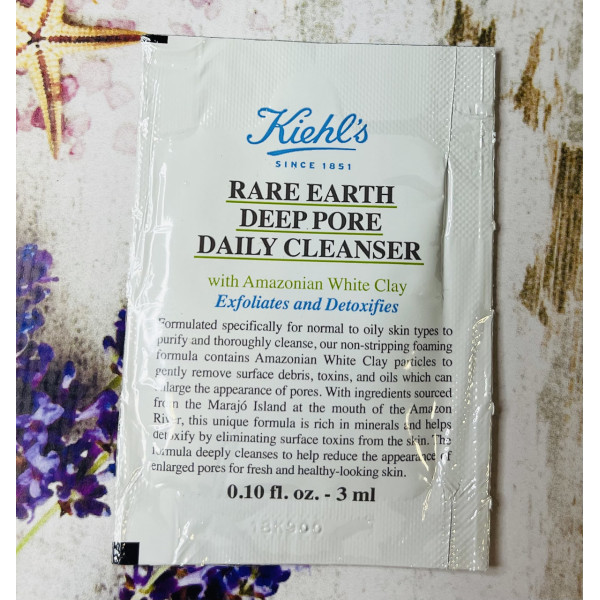 Kiehl's
SINCE 1851
RARE EARTH
DEEP PORE
DAILY CLEANSER
with Amazonian White Clay
Exfoliates and Detoxifies
Formulated specifically for normal to oily skin types to
purify and thoroughly cleanse, our non-stripping foaming
formula contains Amazonian White Clay particles to
gently remove surface debris, toxins, and oils which can
enlarge the appearance of pores. With ingredients sourced
from the Marajó Island at the mouth of the Amazon
River, this unique formula is rich in minerals and helps
detoxify by eliminating surface toxins from the skin. The
formula deeply cleanses to help reduce the appearance of
enlarged pores for fresh and healthy-looking skin.
0.10 fl. oz. - 3 ml